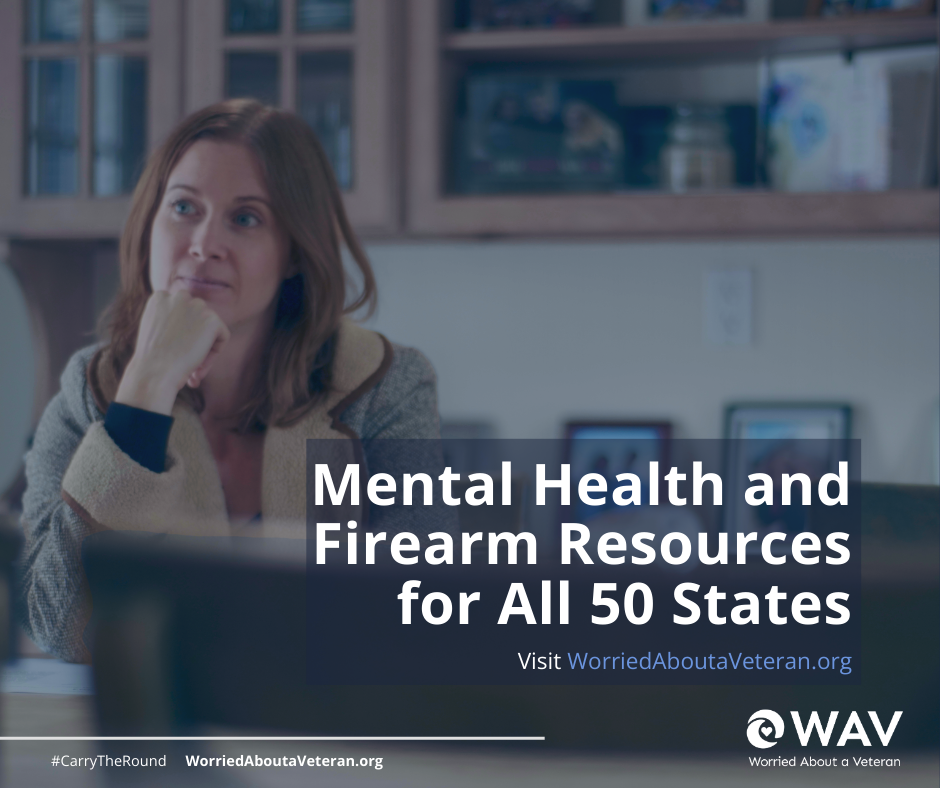 Mental Health and
Firearm Resources
for All 50 States
Visit WorriedAboutaVeteran.org
WAV
Worried About a Veteran
#CarryTheRound WorriedAboutaVeteran.org